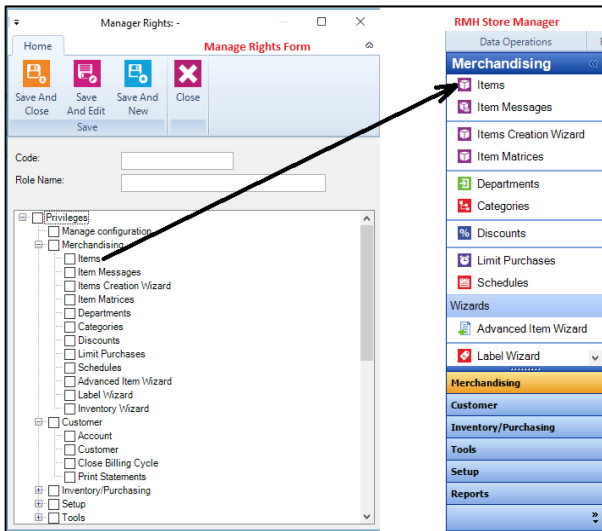 Manager Rights: -
Home
Manage Rights Form
Save And Close
Save And Edit
Save And New
Close
Save
Code:
Role Name:
Privileges
Manage configuration
Merchandising
Items
Item Messages
Items Creation Wizard
Item Matrices
Departments
Categories
Discounts
Limit Purchases
Schedules
Advanced Item Wizard
Label Wizard
Inventory Wizard
Customer
Account
Customer
Close Billing Cycle
Print Statements
Inventory/Purchasing
Setup
Tools
RMH Store Manager
Data Operations
Merchandising
Items
Item Messages
Items Creation Wizard
Item Matrices
Departments
Categories
Discounts
Limit Purchases
Schedules
Wizards
Advanced Item Wizard
Label Wizard
Merchandising
Customer
Inventory/Purchasing
Tools
Setup
Reports